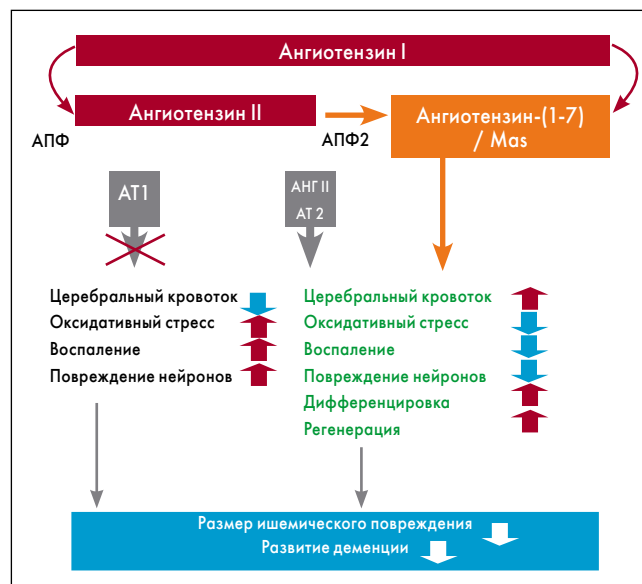 Ангиотензин I
Ангиотензин II
Ангиотензин-(1-7)
/ Mas
АПФ
АПФ2
АТ1
АНГ II
АТ 2
Церебральный кровоток
Оксидативный стресс
Воспаление
Повреждение нейронов
Церебральный кровоток
Оксидативный стресс
Воспаление
Повреждение нейронов
Дифференцировка
Регенерация
Размер ишемического повреждения
Развитие деменции